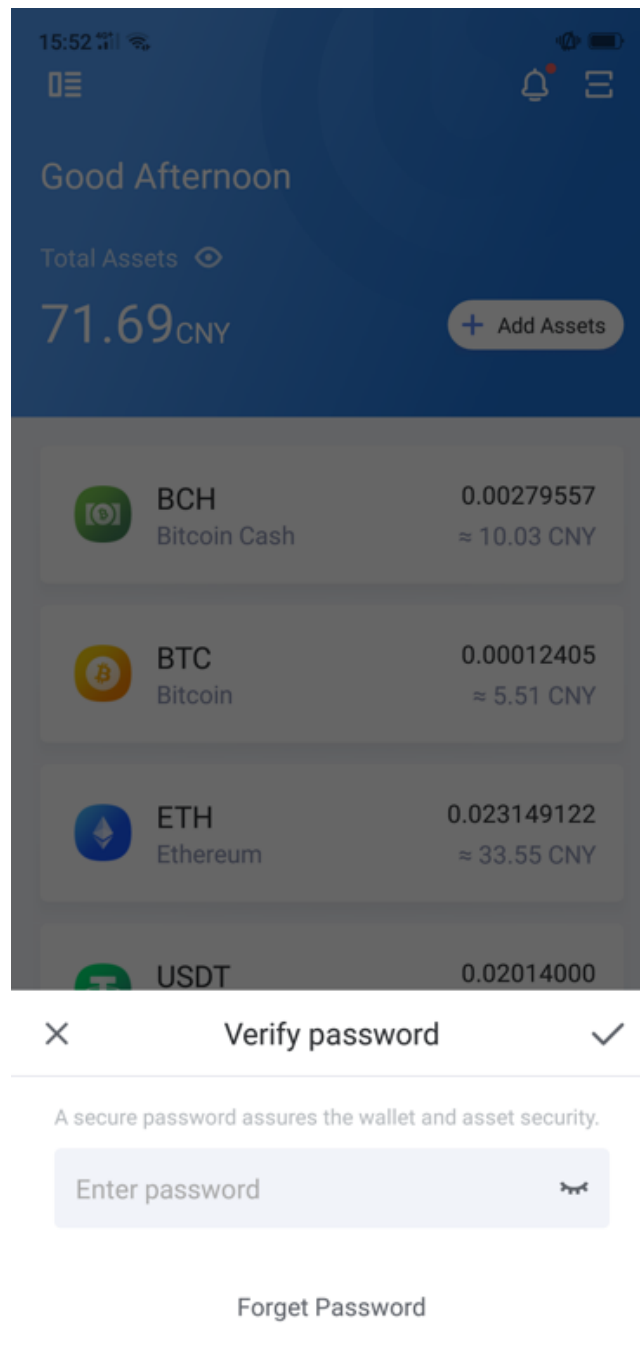 15:52
Good Afternoon
Total Assets
71.69CNY
+ Add Assets
BCH
0.00279557
Bitcoin Cash
≈ 10.03 CNY
BTC
0.00012405
Bitcoin
≈ 5.51 CNY
ETH
0.023149122
Ethereum
≈ 33.55 CNY
USDT
0.02014000
Verify password
A secure password assures the wallet and asset security.
Enter password
Forget Password